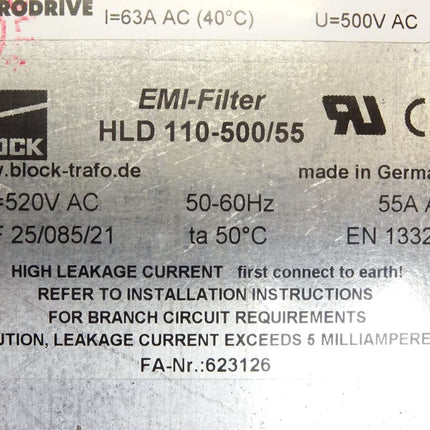 RODRIVE I=63A AC (40°C) U=500V AC
EMI-Filter
HLD 110-500/55
LOCK
.block-trafo.de made in Germa
=520V AC 50-60Hz 55A A
F 25/085/21 ta 50°C EN 1332
HIGH LEAKAGE CURRENT first connect to earth!
REFER TO INSTALLATION INSTRUCTIONS
FOR BRANCH CIRCUIT REQUIREMENTS
UTION, LEAKAGE CURRENT EXCEEDS 5 MILLIAMPERE
FA-Nr.:623126